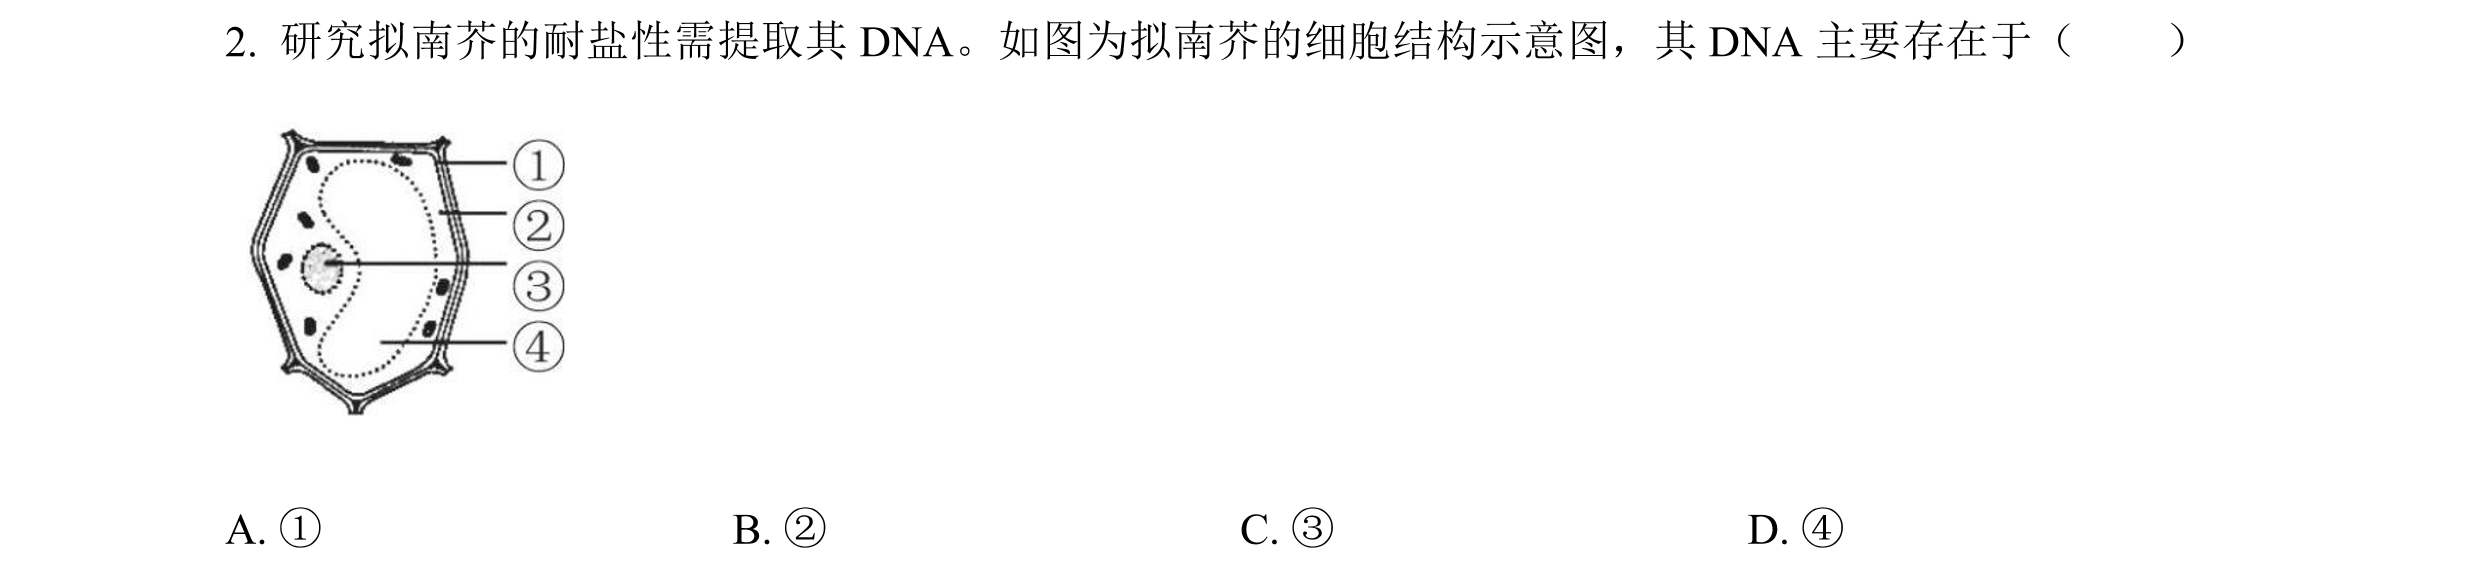 2. 研究拟南芥的耐盐性需提取其 DNA。如图为拟南芥的细胞结构示意图，其 DNA 主要存在于（　　）
①
②
③
④
A. ① B. ② C. ③ D. ④